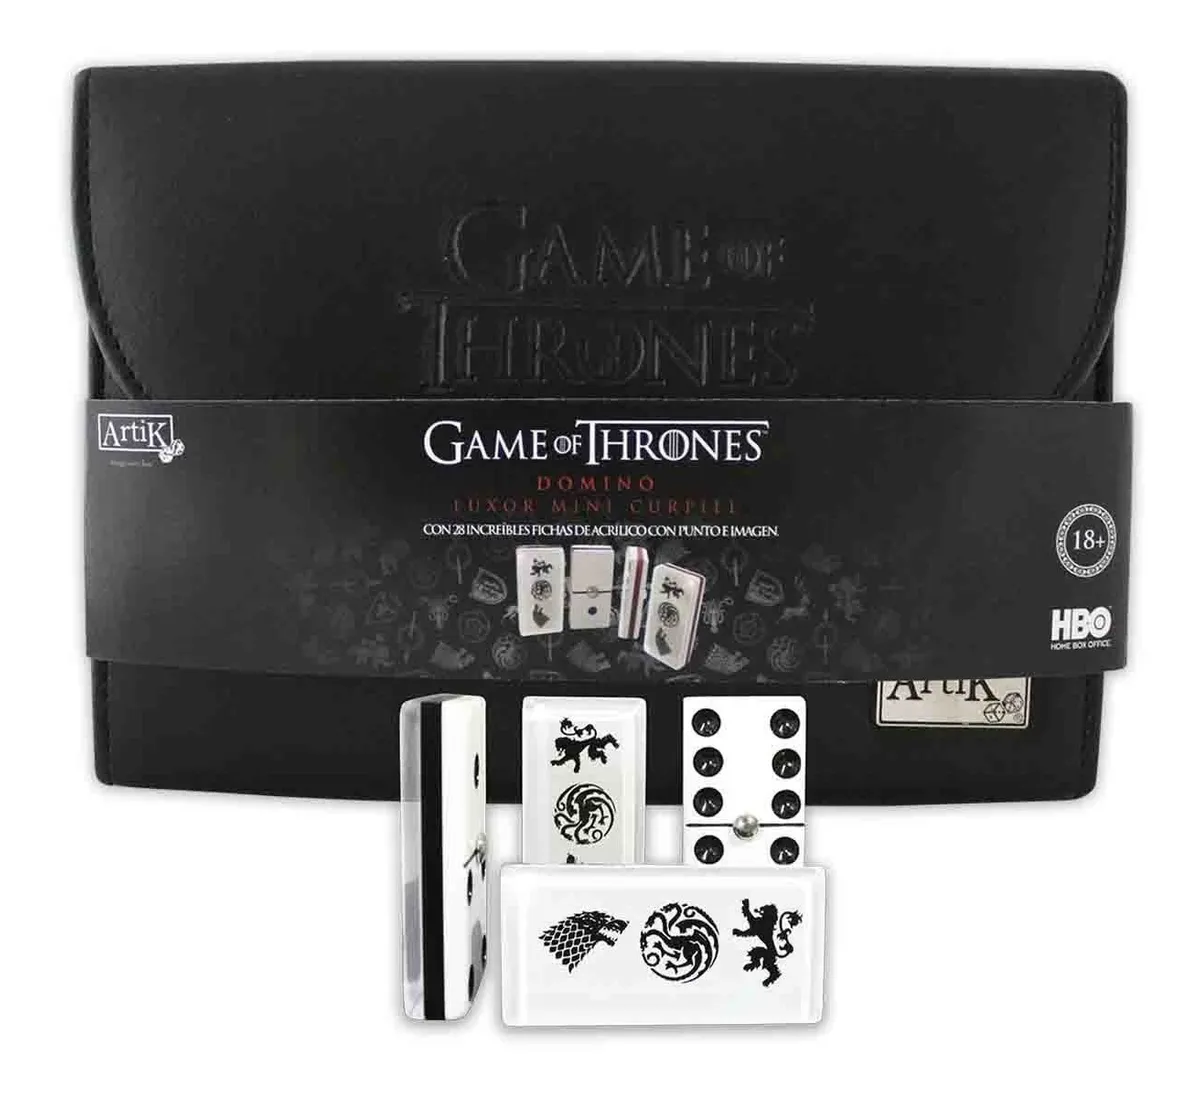 GAME OF
THRONES
ArtiK
GAME OF THRONES™
DOMINO
LUXOR MINI CURPIEL
CON 28 INCREÍBLES FICHAS DE ACRÍLICO CON PUNTO E IMAGEN.
18+
HBO
HOME BOX OFFICE
ArtiK